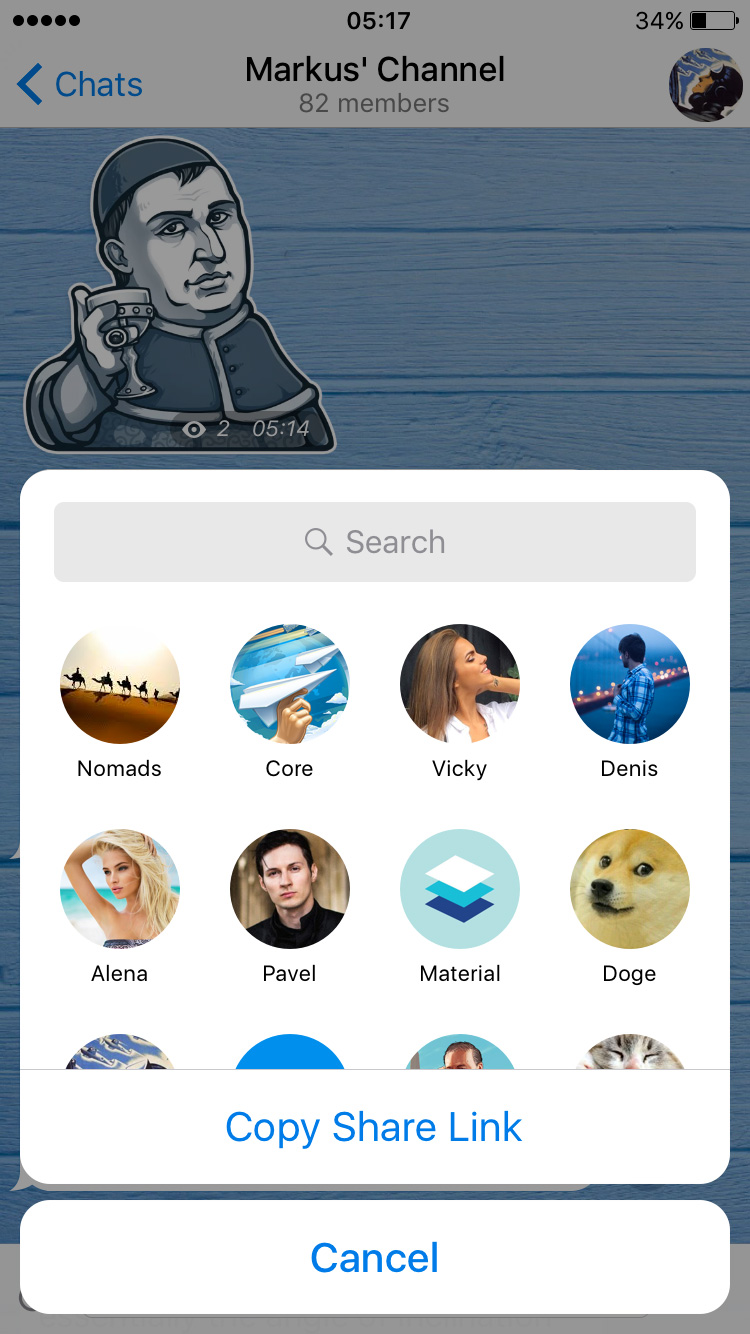 05:17
34%
Chats
Markus' Channel
82 members
2 05:14
Search
Nomads
Core
Vicky
Denis
Alena
Pavel
Material
Doge
Copy Share Link
Cancel